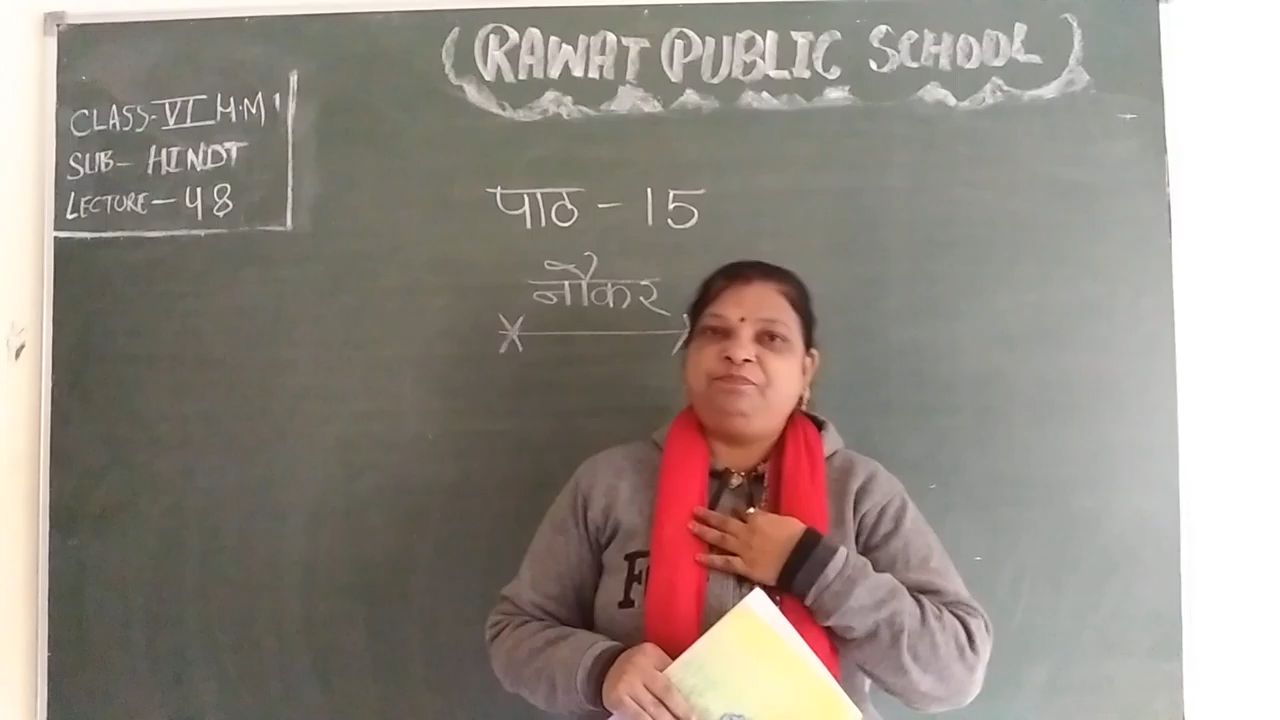 (RAWAT PUBLIC SCHOOL)
CLASS-VI H.M
SUB- HINDI
LECTURE-48
पाठ - 15
नौकर